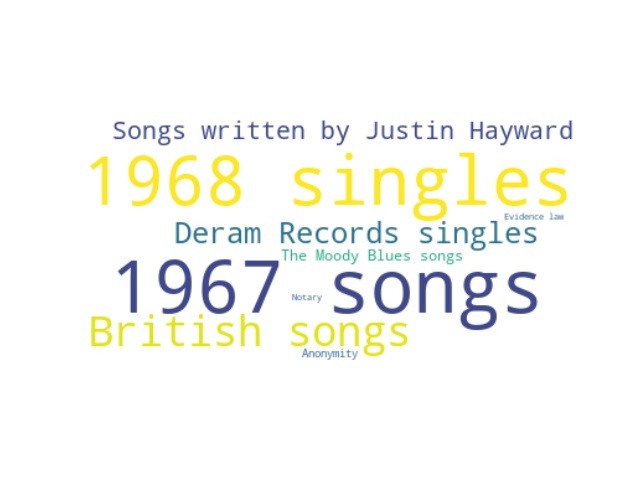 Songs written by Justin Hayward
1968 singles
Evidence law
Deram Records singles
The Moody Blues songs
1967 songs
Notary
British songs
Anonymity